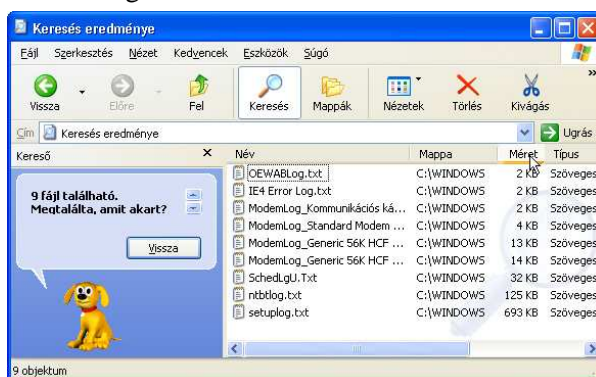 Keresés eredménye
Fájl Szerkesztés Nézet Kedvencek Eszközök Súgó
Vissza Előre Fel Keresés Mappák Nézetek Törlés Kivágás »
Cím Keresés eredménye Ugrás
Kereső × Név Mappa Méret Típus
9 fájl található.
Megtalálta, amit akart?
Vissza
OEWABLog.txt C:\WINDOWS 2 KB Szöveges
IE4 Error Log.txt C:\WINDOWS 2 KB Szöveges
ModemLog_Kommunikációs ká... C:\WINDOWS 2 KB Szöveges
ModemLog_Standard Modem ... C:\WINDOWS 4 KB Szöveges
ModemLog_Generic 56K HCF ... C:\WINDOWS 13 KB Szöveges
ModemLog_Generic 56K HCF ... C:\WINDOWS 14 KB Szöveges
SchedLgU.Txt C:\WINDOWS 32 KB Szöveges
ntbtlog.txt C:\WINDOWS 125 KB Szöveges
setuplog.txt C:\WINDOWS 693 KB Szöveges
9 objektum